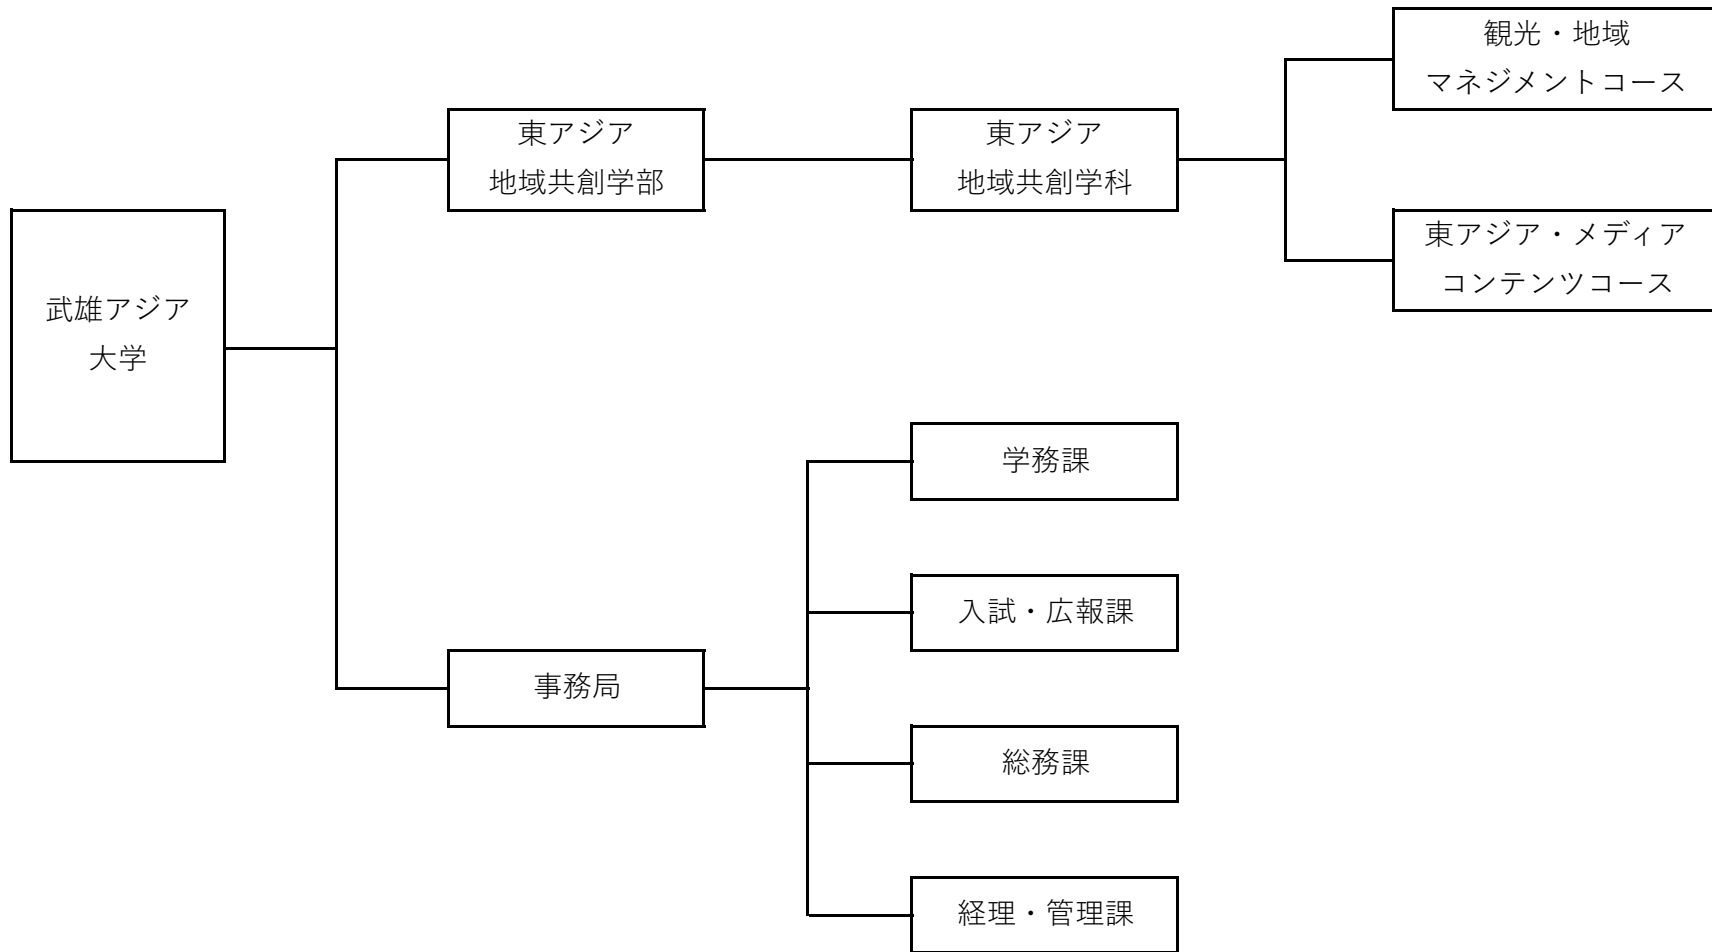 武雄アジア
大学
東アジア
地域共創学部
東アジア
地域共創学科
観光・地域
マネジメントコース
東アジア・メディア
コンテンツコース
事務局
学務課
入試・広報課
総務課
経理・管理課